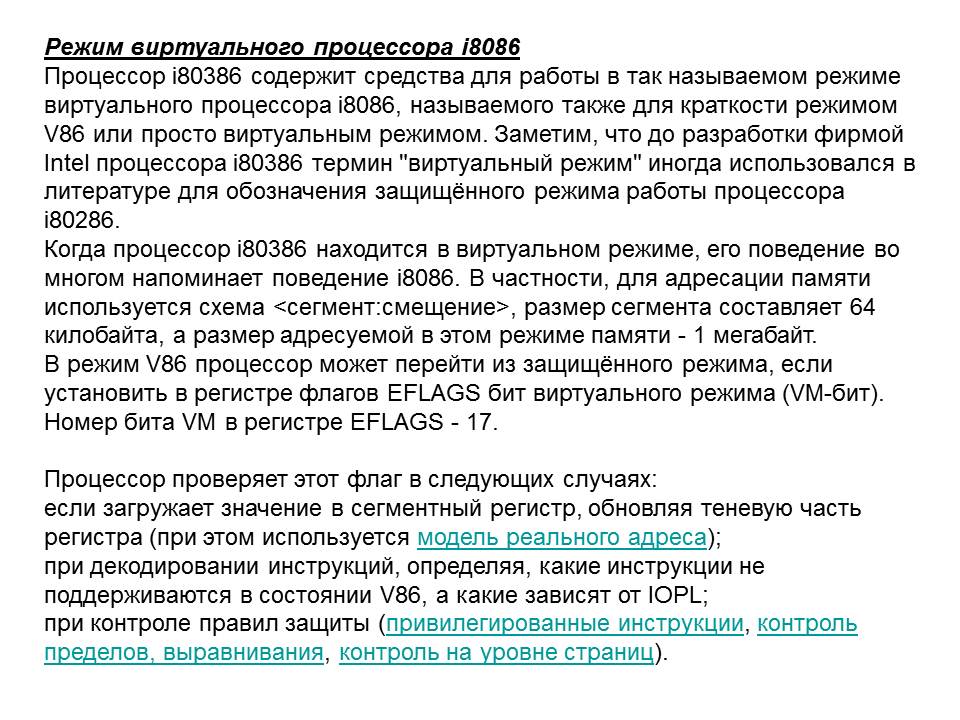 Режим виртуального процессора i8086
Процессор i80386 содержит средства для работы в так называемом режиме
виртуального процессора i8086, называемого также для краткости режимом
V86 или просто виртуальным режимом. Заметим, что до разработки фирмой
Intel процессора i80386 термин "виртуальный режим" иногда использовался в
литературе для обозначения защищённого режима работы процессора
i80286.
Когда процессор i80386 находится в виртуальном режиме, его поведение во
многом напоминает поведение i8086. В частности, для адресации памяти
используется схема <сегмент:смещение>, размер сегмента составляет 64
килобайта, а размер адресуемой в этом режиме памяти - 1 мегабайт.
В режим V86 процессор может перейти из защищённого режима, если
установить в регистре флагов EFLAGS бит виртуального режима (VM-бит).
Номер бита VM в регистре EFLAGS - 17.
Процессор проверяет этот флаг в следующих случаях:
если загружает значение в сегментный регистр, обновляя теневую часть
регистра (при этом используется модель реального адреса);
при декодировании инструкций, определяя, какие инструкции не
поддерживаются в состоянии V86, а какие зависят от IOPL;
при контроле правил защиты (привилегированные инструкции, контроль
пределов, выравнивания, контроль на уровне страниц).